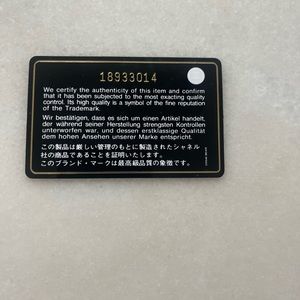 18933014
We certify the authenticity of this item and confirm
that it has been subjected to the most exacting quality
control. Its high quality is a symbol of the fine reputation
of the Trademark.
Wir bestätigen, dass es sich um einen Artikel handelt,
der während seiner Herstellung strengsten Kontrollen
unterworfen war, und dessen erstklassige Qualität
dem hohen Ansehen unserer Marke entspricht.
この製品は厳しい管理のもとに製造されたシャネル
社の商品であることを証明いたします。
このブランド・マークは最高級品質の象徴です。